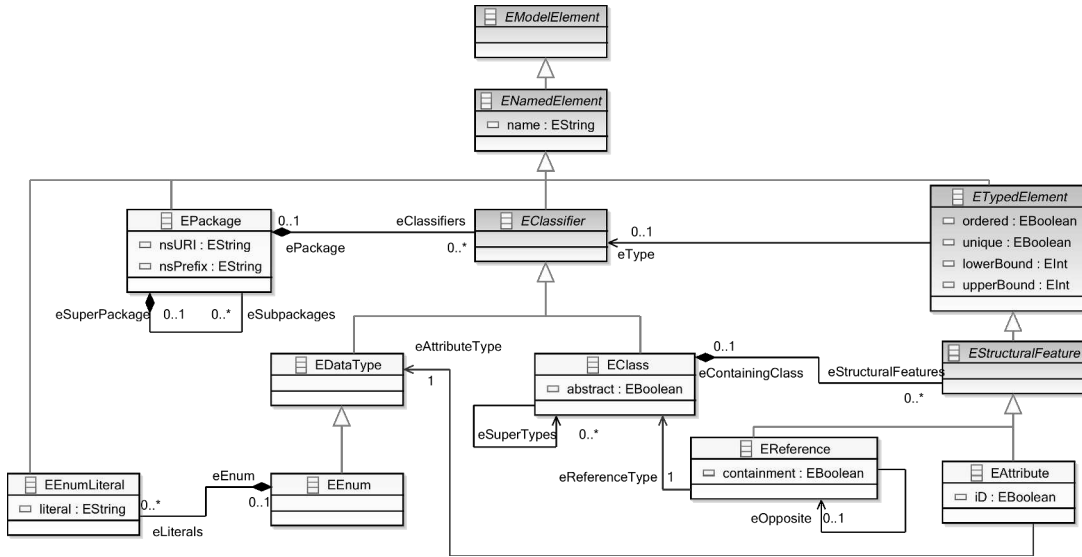 EModelElement
ENamedElement
name : EString
EPackage
nsURI : EString
nsPrefix : EString
0..1
eClassifiers
ePackage
0..*
EClassifier
0..1
eType
ETypedElement
ordered : EBoolean
unique : EBoolean
lowerBound : EInt
upperBound : EInt
eSuperPackage
0..1
0..*
eSubpackages
EDataType
eAttributeType
1
EClass
abstract : EBoolean
0..1
eContainingClass
eStructuralFeatures
0..*
EStructuralFeature
eSuperTypes
0..*
eReferenceType
1
EReference
containment : EBoolean
eOpposite
0..1
EAttribute
iD : EBoolean
EEnumLiteral
literal : EString
eEnum
0..*
0..1
eLiterals
EEnum